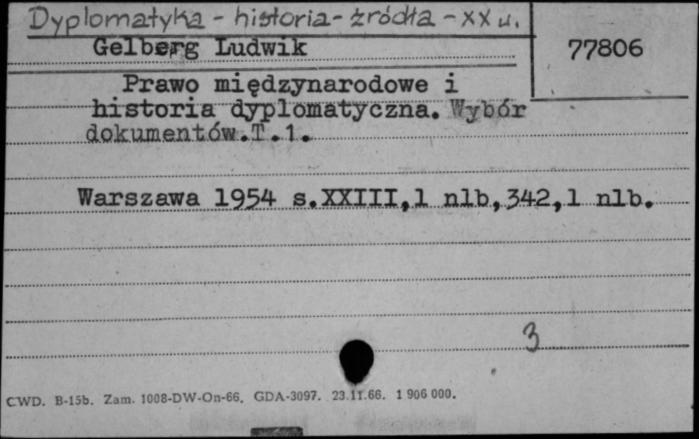 Dyplomatyka - historia - źródła - XX w.
Gelberg Ludwik
77806
Prawo międzynarodowe i
historia dyplomatyczna. Wybór
dokumentów.T.1.
Warszawa 1954 s.XXIII,1 nlb,342,1 nlb.
3
CWD. B-15b. Zam. 1008-DW-On-66. GDA-3097. 23.11.66. 1 906 000.